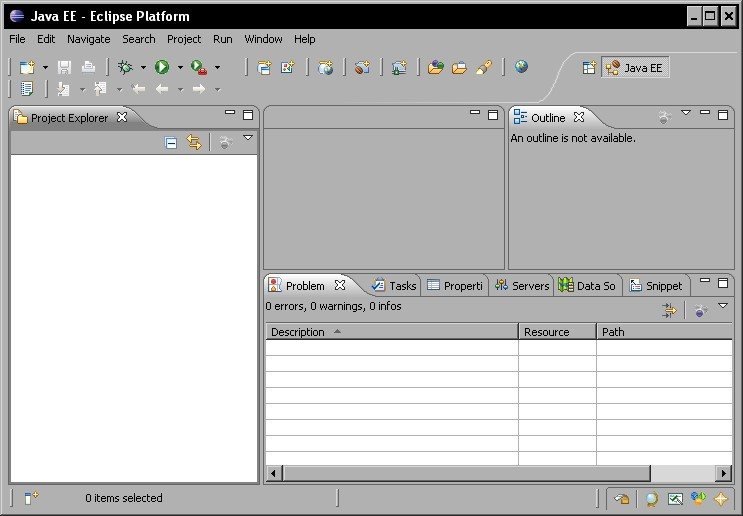 Java EE - Eclipse Platform
File Edit Navigate Search Project Run Window Help
Java EE
Project Explorer
Outline
An outline is not available.
Problem Tasks Properti Servers Data So Snippet
0 errors, 0 warnings, 0 infos
Description Resource Path
0 items selected